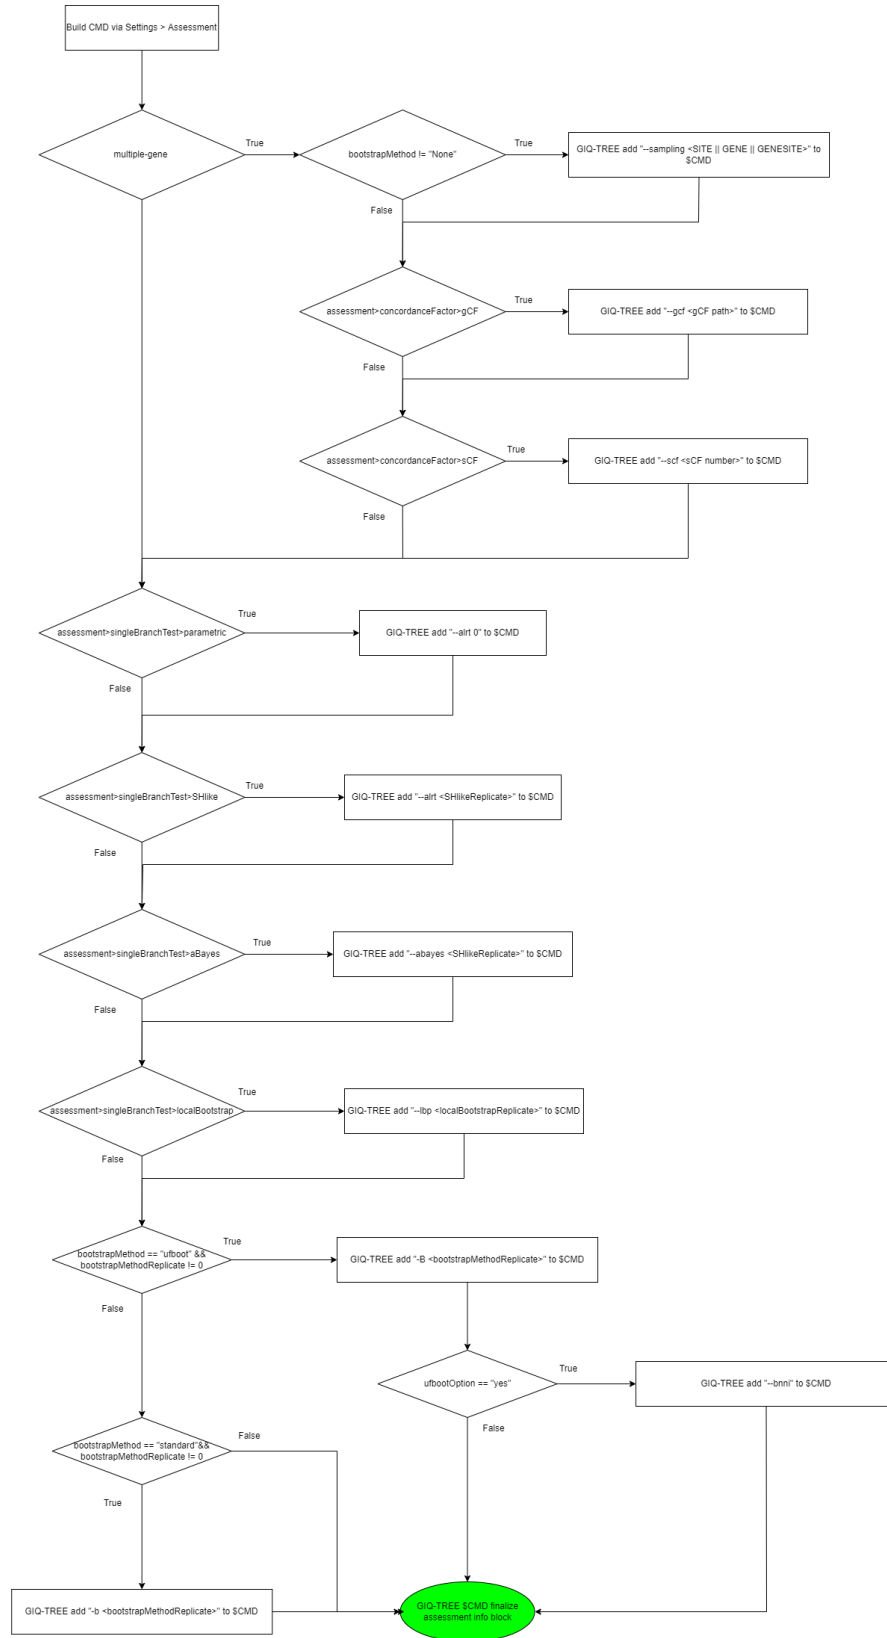 Build CMD via Settings > Assessment
multiple-gene
True
bootstrapMethod != "None"
True
GIQ-TREE add "--sampling <SITE || GENE || GENESITE>" to
$CMD
False
assessment>concordanceFactor>gCF
True
GIQ-TREE add "--gcf <gCF path>" to $CMD
False
assessment>concordanceFactor>sCF
True
GIQ-TREE add "--scf <sCF number>" to $CMD
False
assessment>singleBranchTest>parametric
True
GIQ-TREE add "--alrt 0" to $CMD
False
assessment>singleBranchTest>SHlike
True
GIQ-TREE add "--alrt <SHlikeReplicate>" to $CMD
False
assessment>singleBranchTest>aBayes
True
GIQ-TREE add "--abayes <SHlikeReplicate>" to $CMD
False
assessment>singleBranchTest>localBootstrap
True
GIQ-TREE add "--lbp <localBootstrapReplicate>" to $CMD
False
bootstrapMethod == "ufboot" &&
bootstrapMethodReplicate != 0
True
GIQ-TREE add "-B <bootstrapMethodReplicate>" to $CMD
False
ufbootOption == "yes"
True
GIQ-TREE add "--bnni" to $CMD
False
bootstrapMethod == "standard"&&
bootstrapMethodReplicate != 0
False
True
GIQ-TREE add "-b <bootstrapMethodReplicate>" to $CMD
GIQ-TREE $CMD finalize
assessment info block